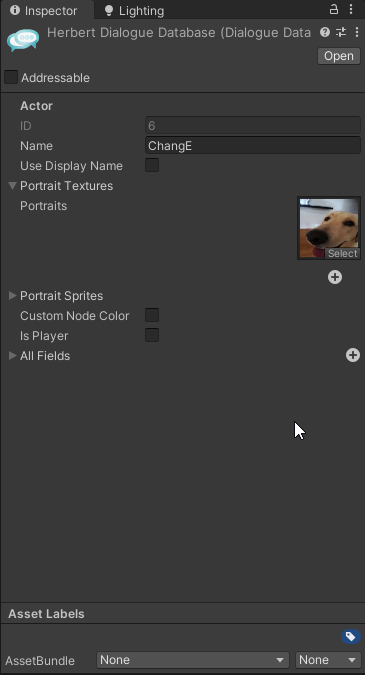 Inspector Lighting
Herbert Dialogue Database (Dialogue Data
Open
Addressable
Actor
ID 6
Name ChangE
Use Display Name
Portrait Textures
Portraits
Select
Portrait Sprites
Custom Node Color
Is Player
All Fields
Asset Labels
AssetBundle None None